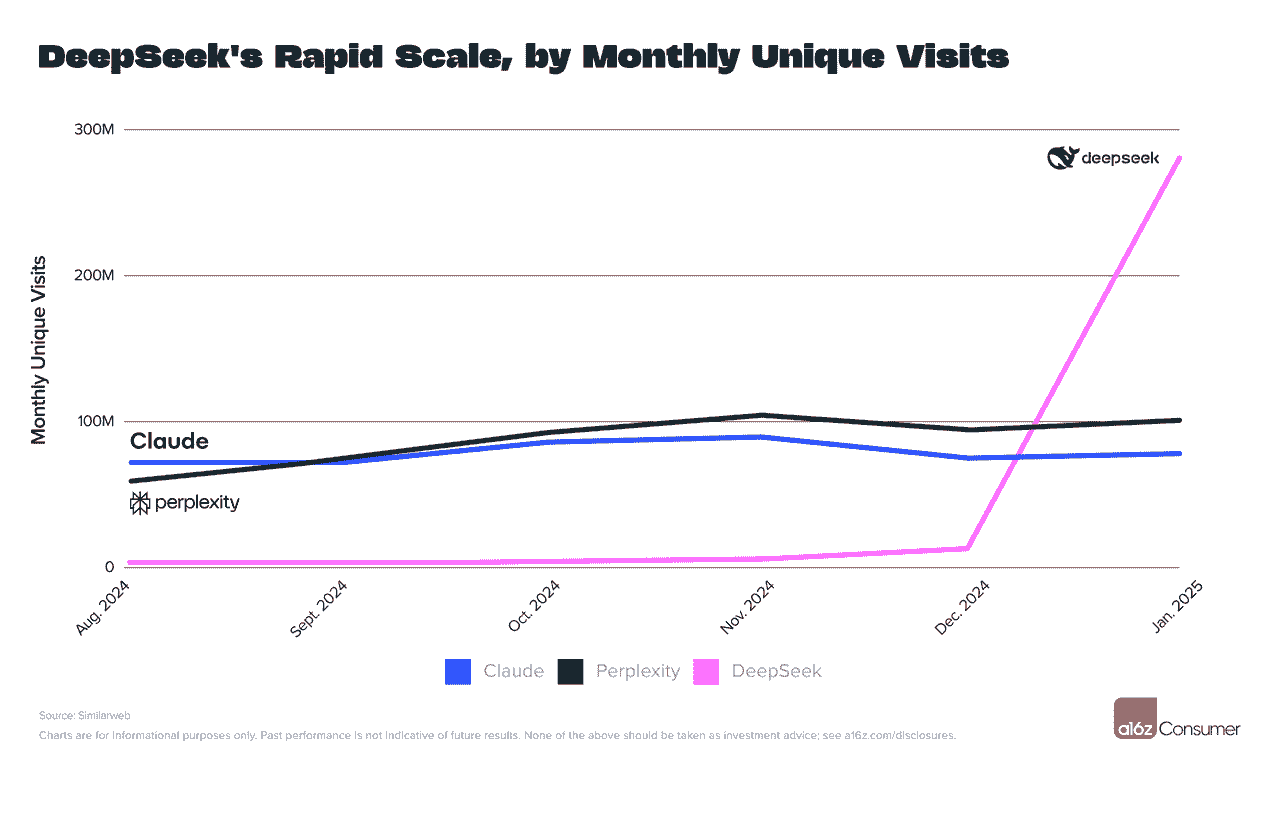 DeepSeek's Rapid Scale, by Monthly Unique Visits
300M
deepseek
200M
Monthly Unique Visits
100M
Claude
perplexity
0
Aug. 2024
Sept. 2024
Oct. 2024
Nov. 2024
Dec. 2024
Jan. 2025
Claude
Perplexity
DeepSeek
Source: Similarweb
Charts are for informational purposes only. Past performance is not indicative of future results. None of the above should be taken as investment advice; see a16z.com/disclosures.
a16z Consumer